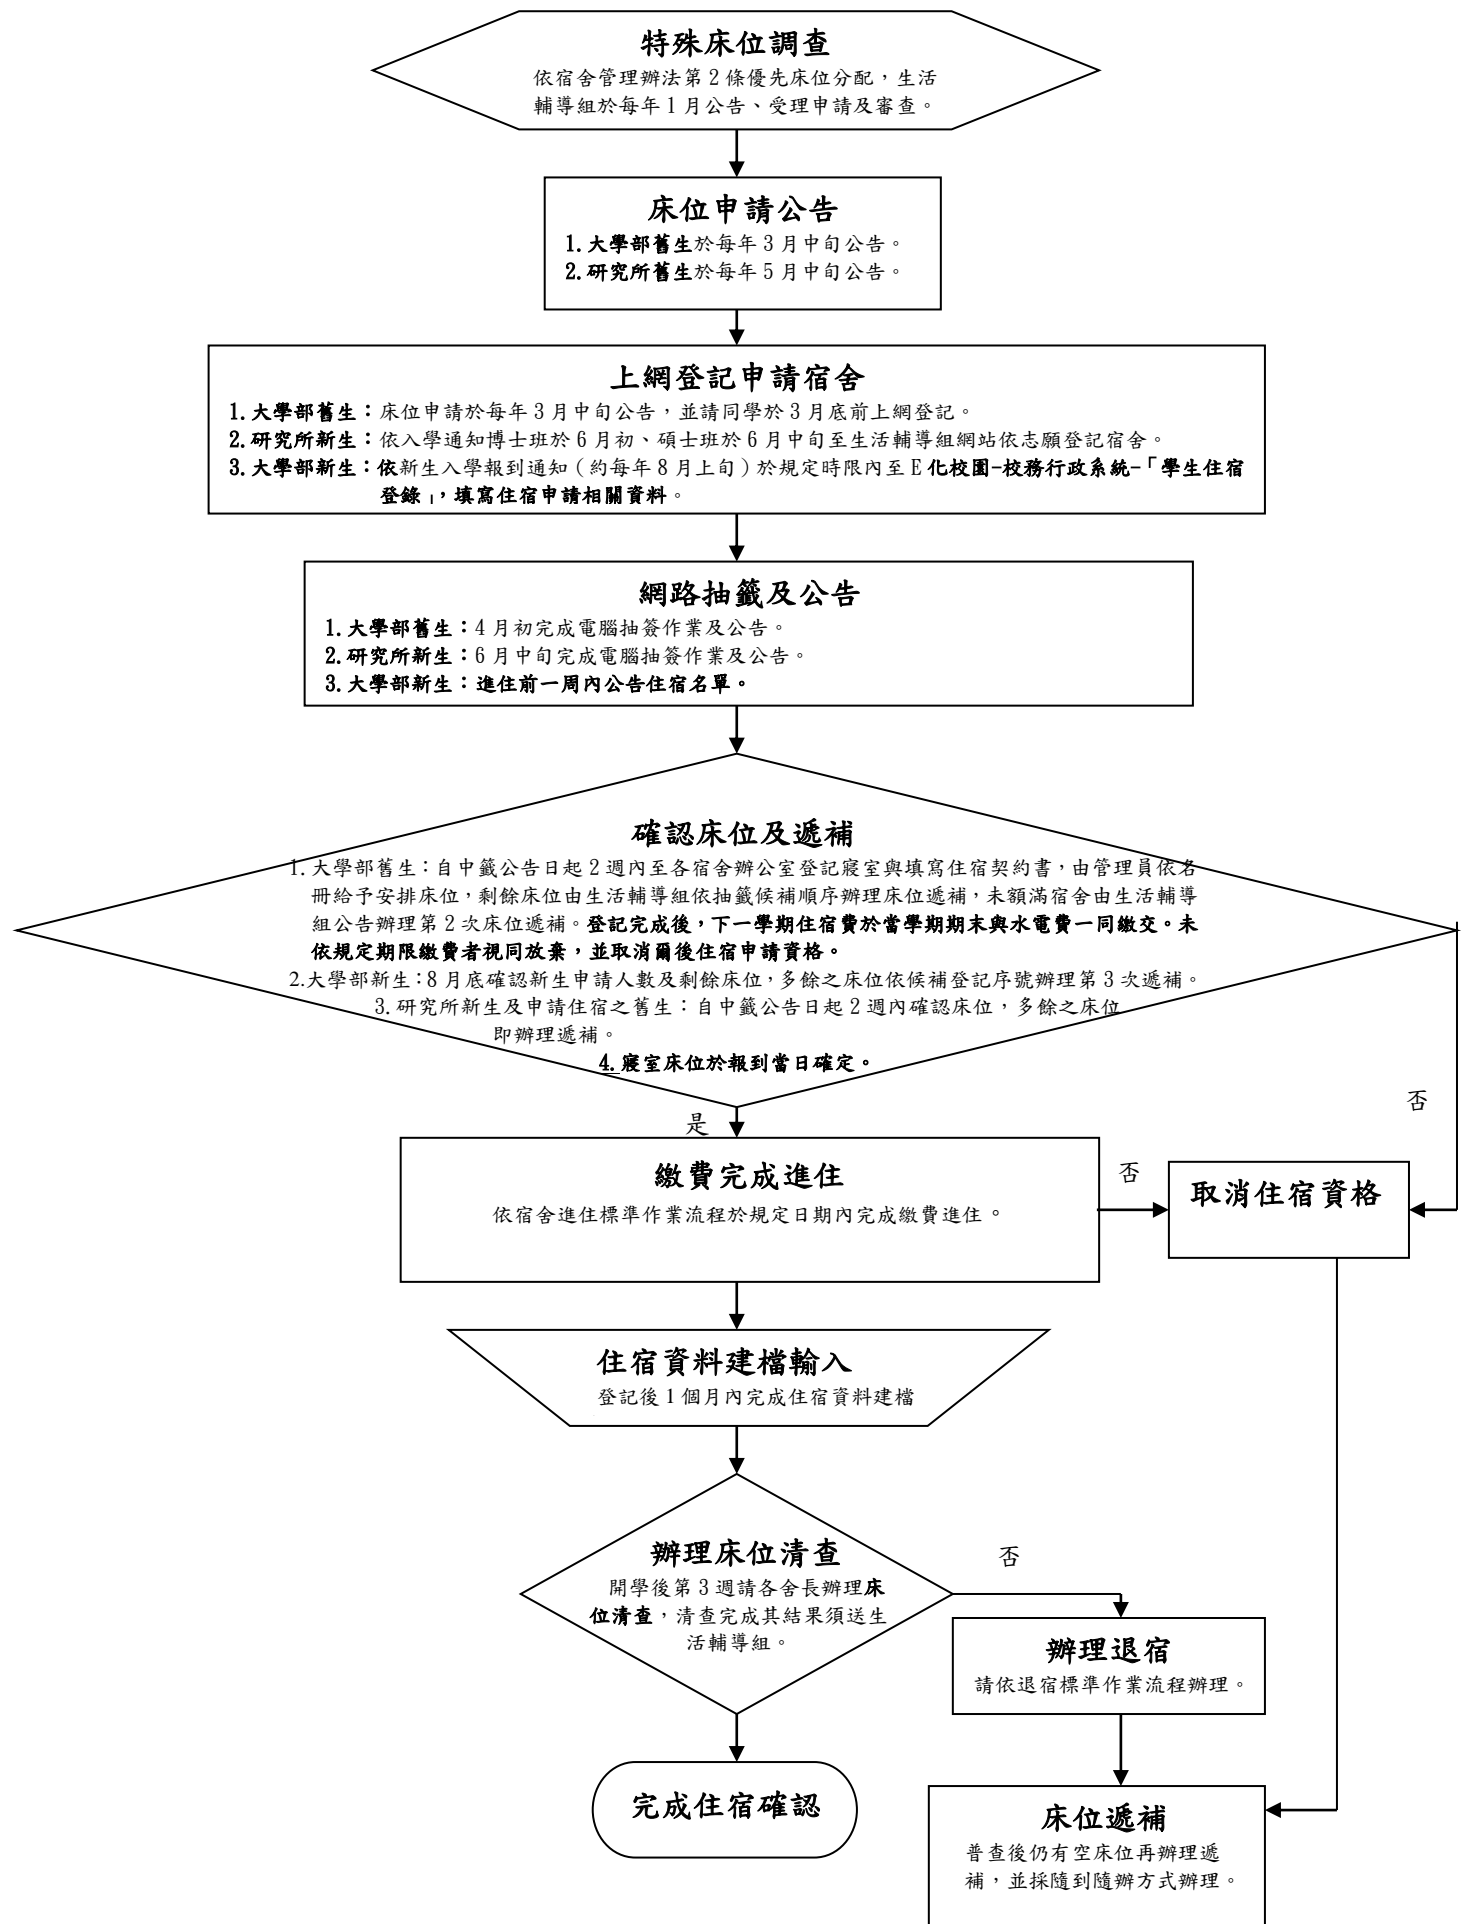 特殊床位調查
依宿舍管理辦法第 2 條優先床位分配，生活
輔導組於每年 1 月公告、受理申請及審查。
床位申請公告
1.大學部舊生於每年 3 月中旬公告。
2.研究所舊生於每年 5 月中旬公告。
上網登記申請宿舍
1.大學部舊生：床位申請於每年 3 月中旬公告，並請同學於 3 月底前上網登記。
2.研究所新生：依入學通知博士班於 6 月初、碩士班於 6 月中旬至生活輔導組網站依志願登記宿舍。
3.大學部新生：依新生入學報到通知（約每年 8 月上旬）於規定時限內至 E 化校園-校務行政系統-「學生住宿
登錄」，填寫住宿申請相關資料。
網路抽籤及公告
1.大學部舊生：4 月初完成電腦抽簽作業及公告。
2.研究所新生：6 月中旬完成電腦抽簽作業及公告。
3.大學部新生：進住前一周內公告住宿名單。
確認床位及遞補
1.大學部舊生：自中籤公告日起 2 週內至各宿舍辦公室登記寢室與填寫住宿契約書，由管理員依名
冊給予安排床位，剩餘床位由生活輔導組依抽籤候補順序辦理床位遞補，未額滿宿舍由生活輔導
組公告辦理第 2 次床位遞補。登記完成後，下一學期住宿費於當學期期末與水電費一同繳交。未
依規定期限繳費者視同放棄，並取消爾後住宿申請資格。
2.大學部新生：8 月底確認新生申請人數及剩餘床位，多餘之床位依候補登記序號辦理第 3 次遞補。
3.研究所新生及申請住宿之舊生：自中籤公告日起 2 週內確認床位，多餘之床位
即辦理遞補。
4.寢室床位於報到當日確定。
否
是
繳費完成進住
依宿舍進住標準作業流程於規定日期內完成繳費進住。
否
取消住宿資格
住宿資料建檔輸入
登記後 1 個月內完成住宿資料建檔
辦理床位清查
開學後第 3 週請各舍長辦理床
位清查，清查完成其結果須送生
活輔導組。
否
辦理退宿
請依退宿標準作業流程辦理。
完成住宿確認
床位遞補
普查後仍有空床位再辦理遞
補，並採隨到隨辦方式辦理。